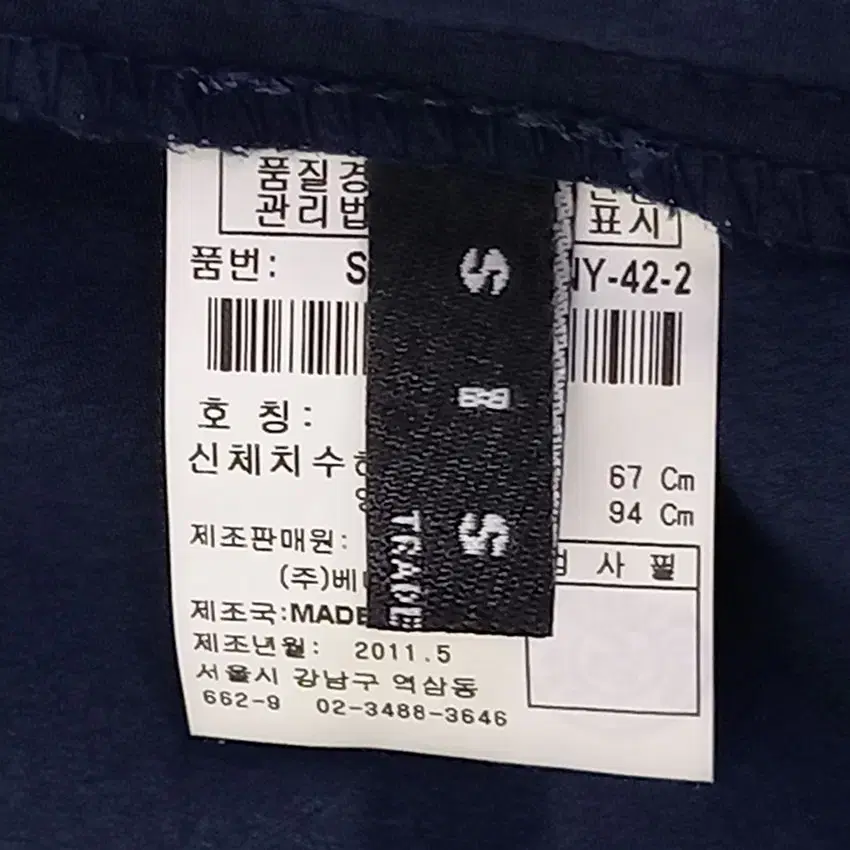 품질경
관리법
표시
품번: S NY-42-2
호 칭:
신체치수 67 Cm
94 Cm
제조판매원:
(주)베
사 필
제조국:MADE
제조년월: 2011.5
서울시 강남구 역삼동
662-9 02-3488-3646
S
S
TRADE